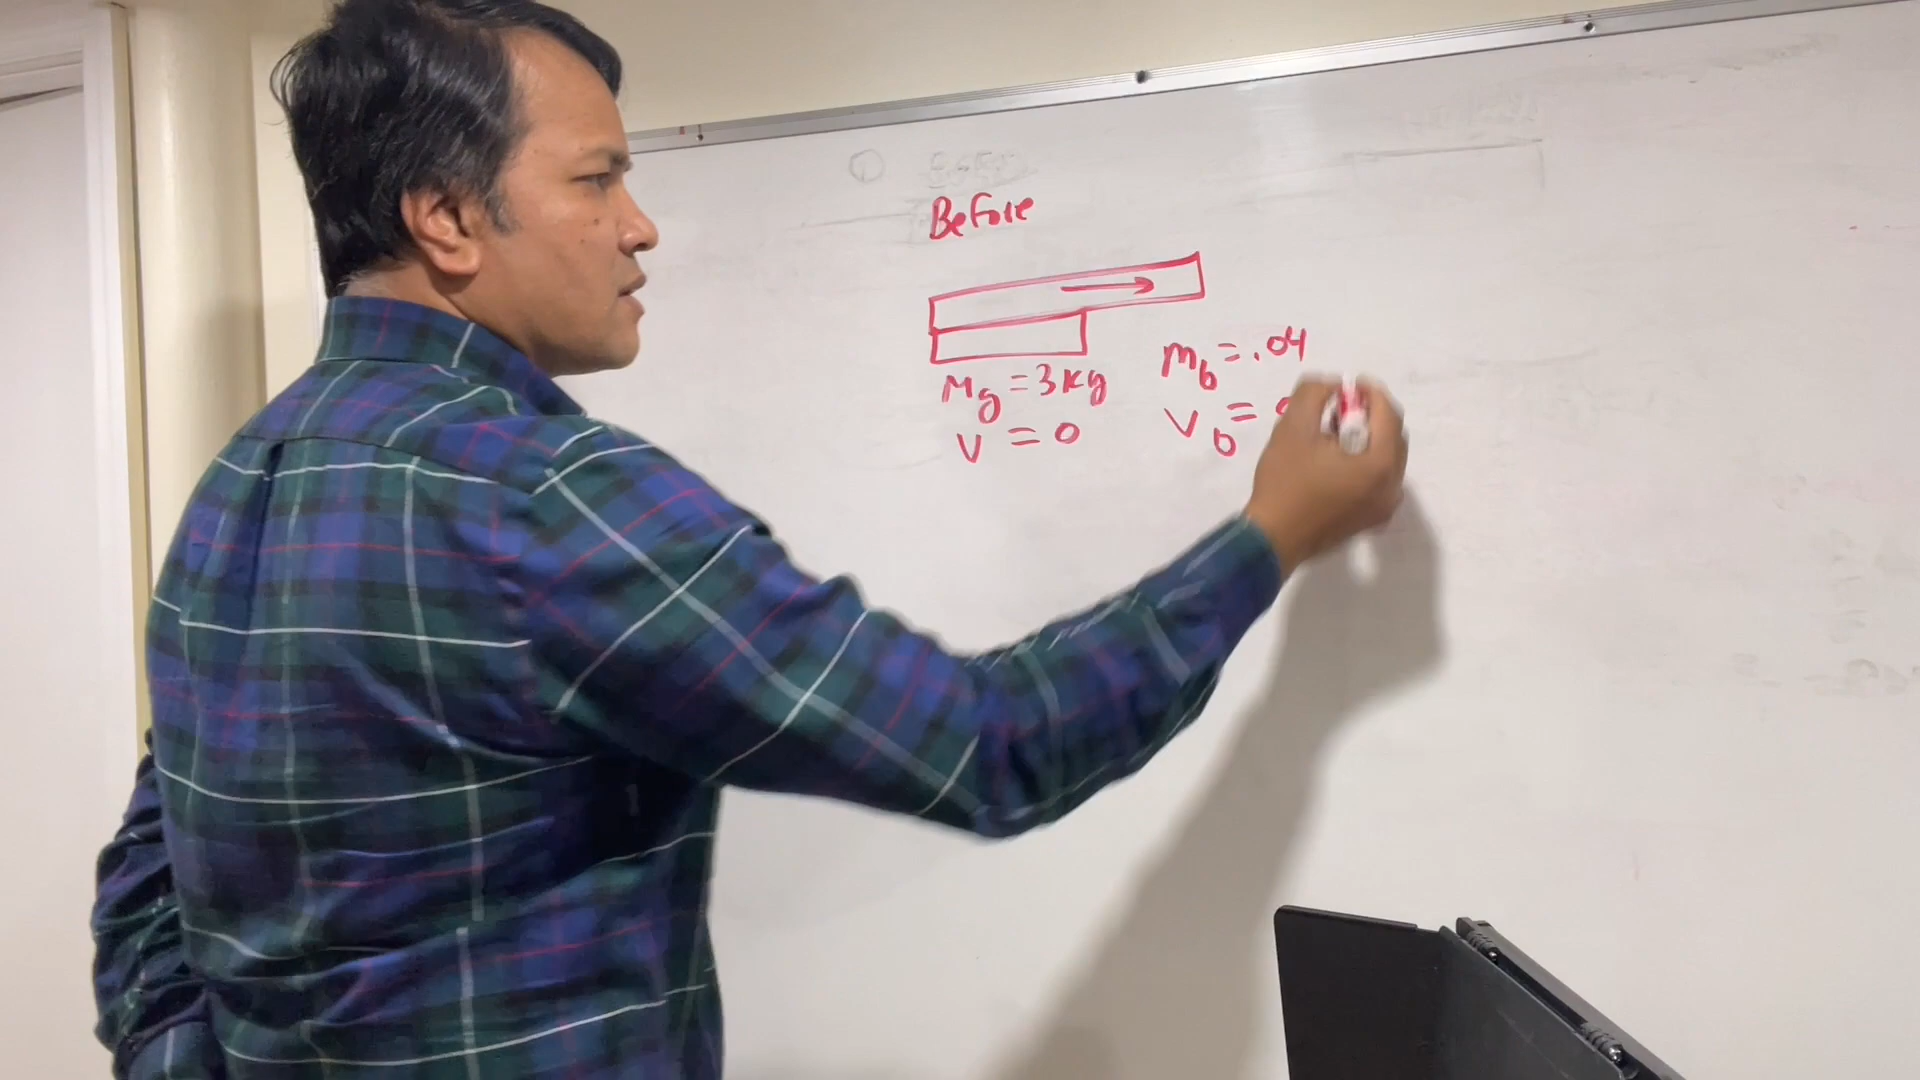 Before
Mg = 3kg
V = 0
mb = .04
Vb =